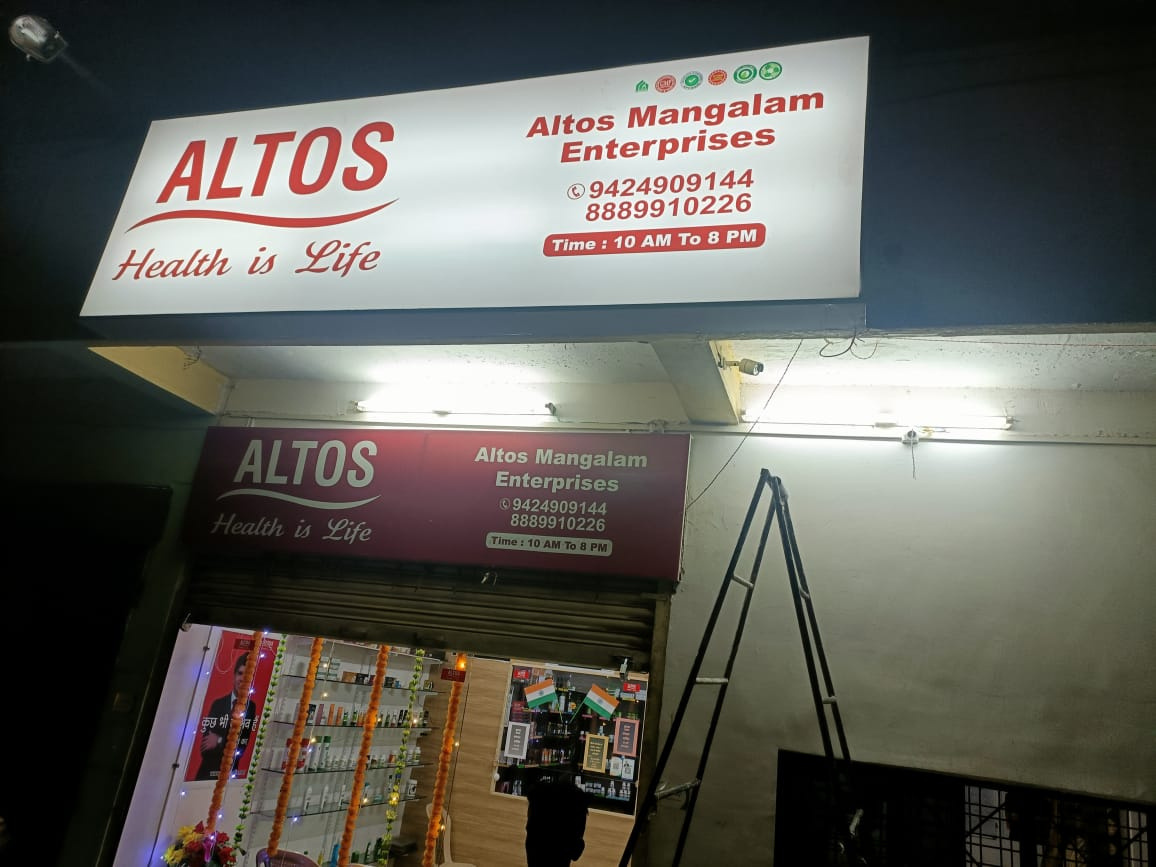 ALTOS
Health is Life
Altos Mangalam
Enterprises
9424909144
8889910226
Time : 10 AM To 8 PM
ALTOS
Health is Life
Altos Mangalam
Enterprises
9424909144
8889910226
Time : 10 AM To 8 PM
कुछ भी